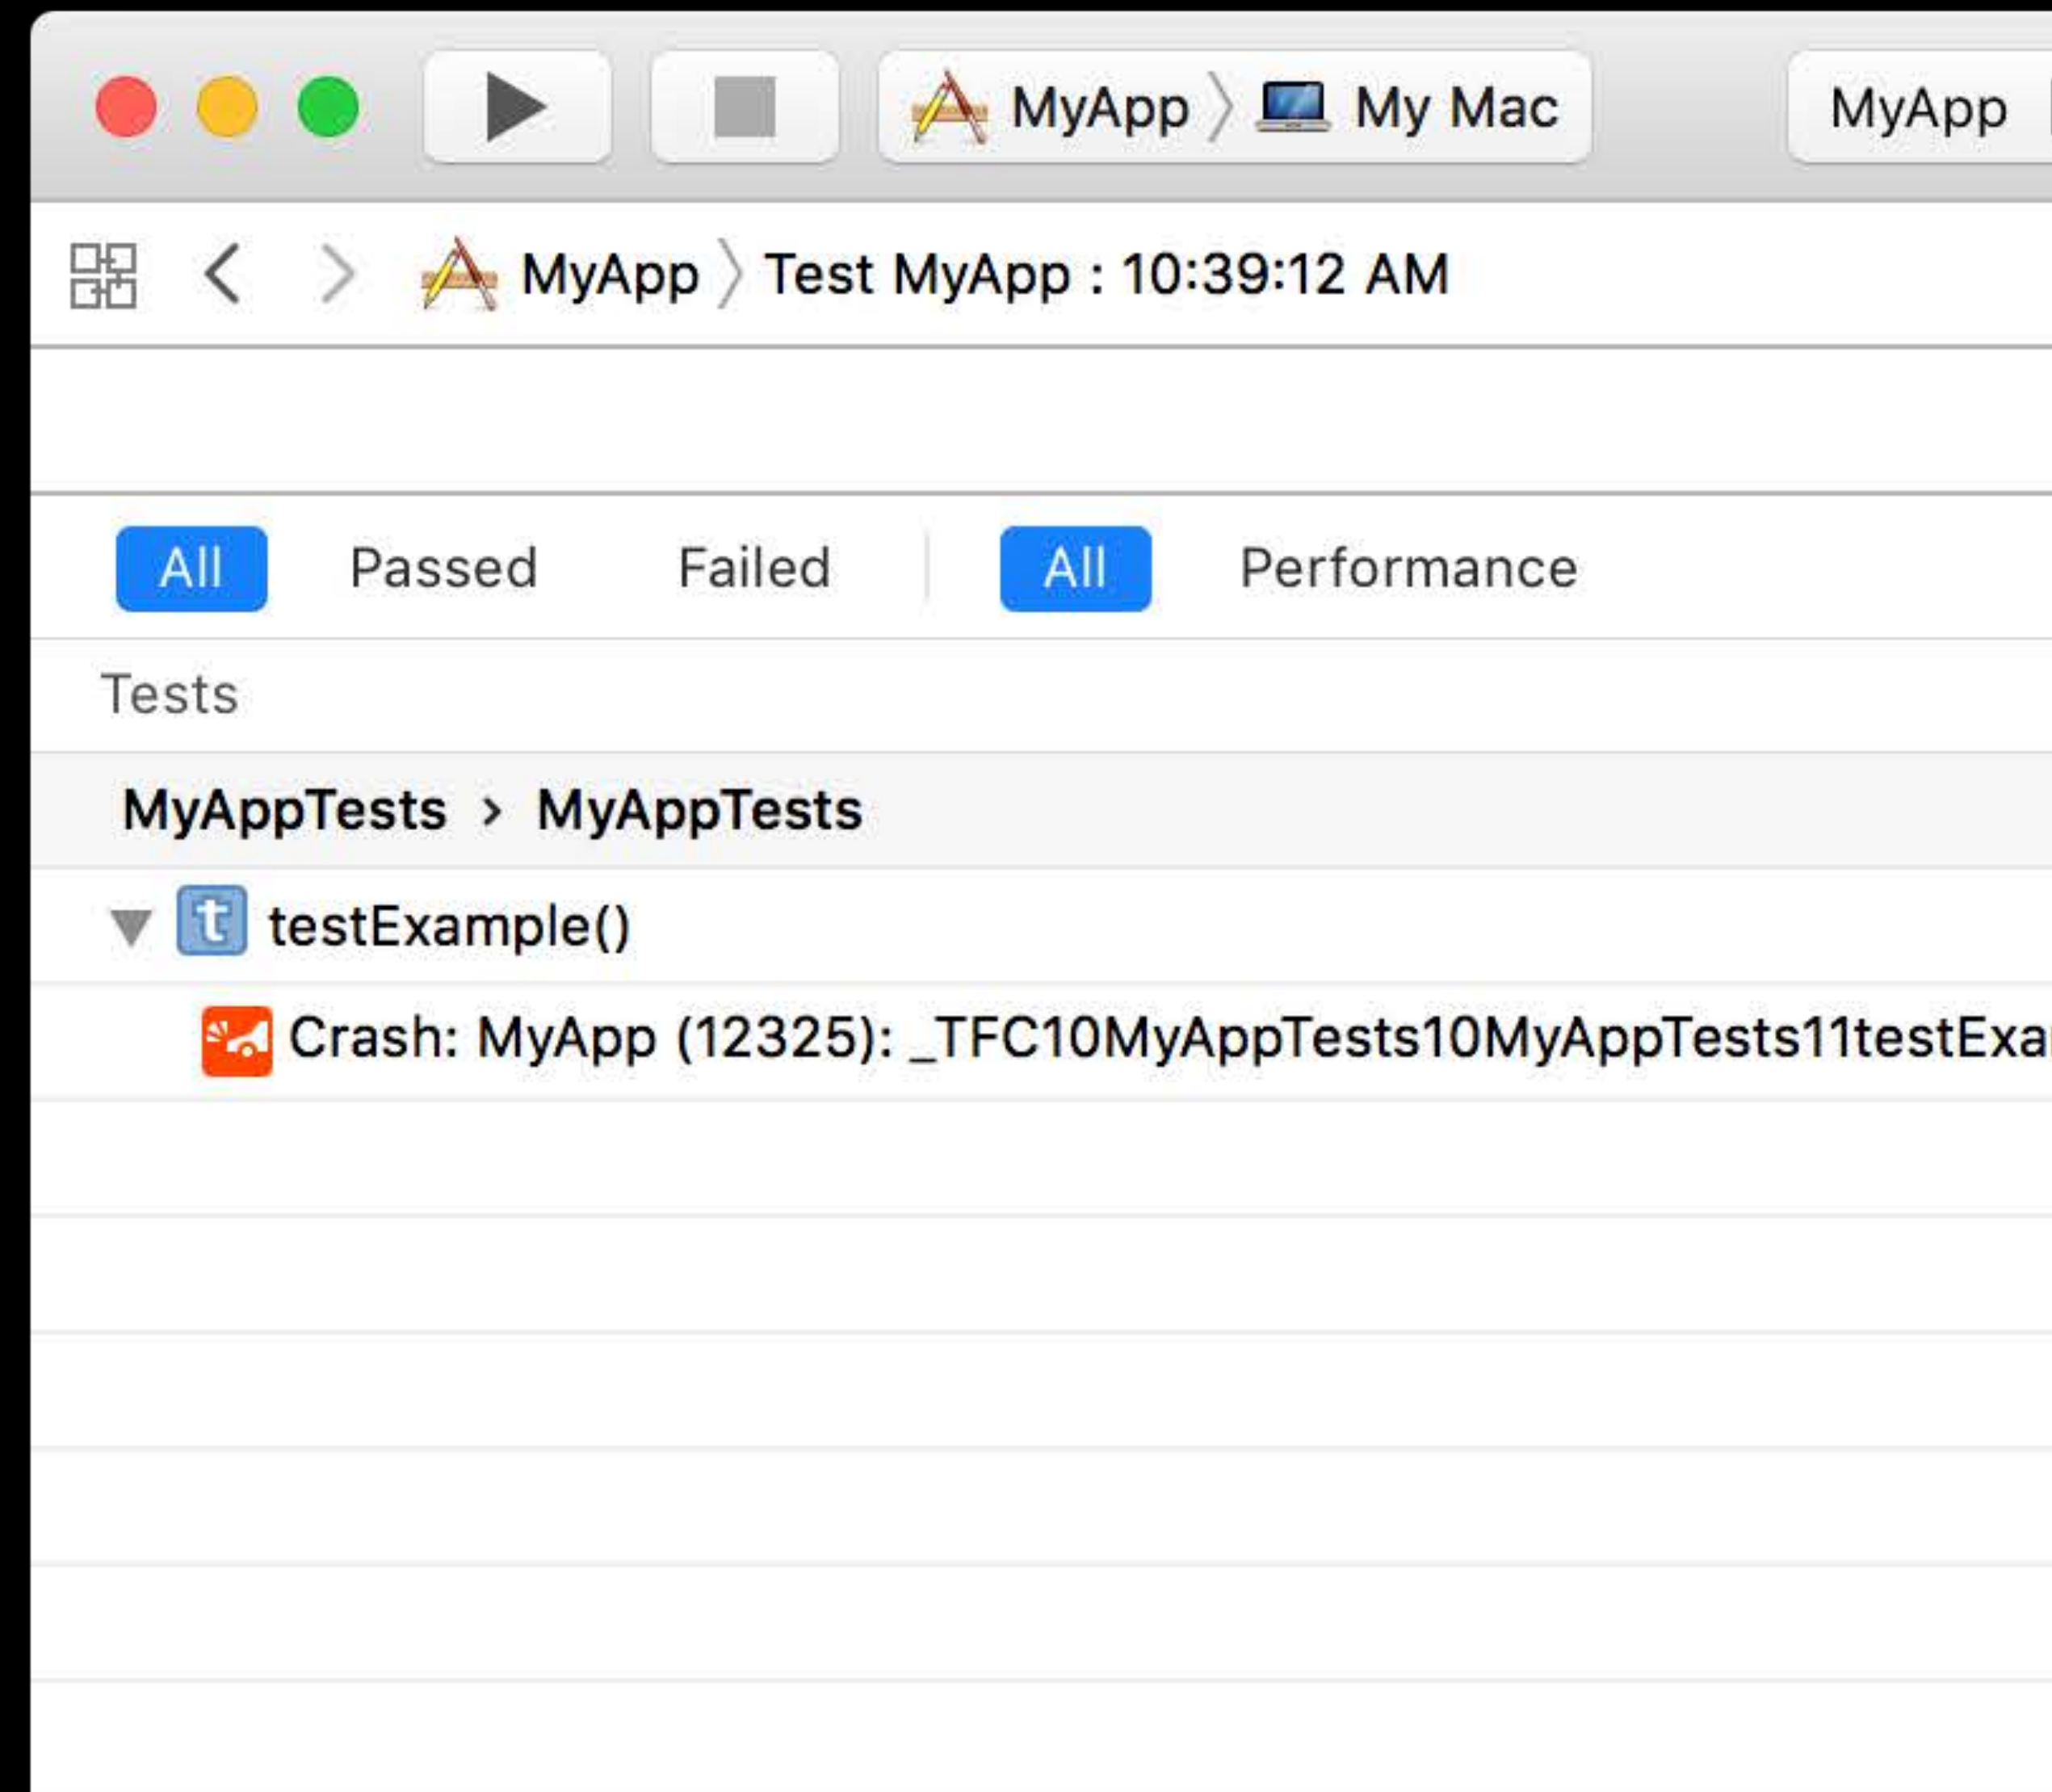 MyApp 〉 My Mac MyApp
MyApp 〉 Test MyApp : 10:39:12 AM
All Passed Failed All Performance
Tests
MyAppTests › MyAppTests
t testExample()
Crash: MyApp (12325): _TFC10MyAppTests10MyAppTests11testExa